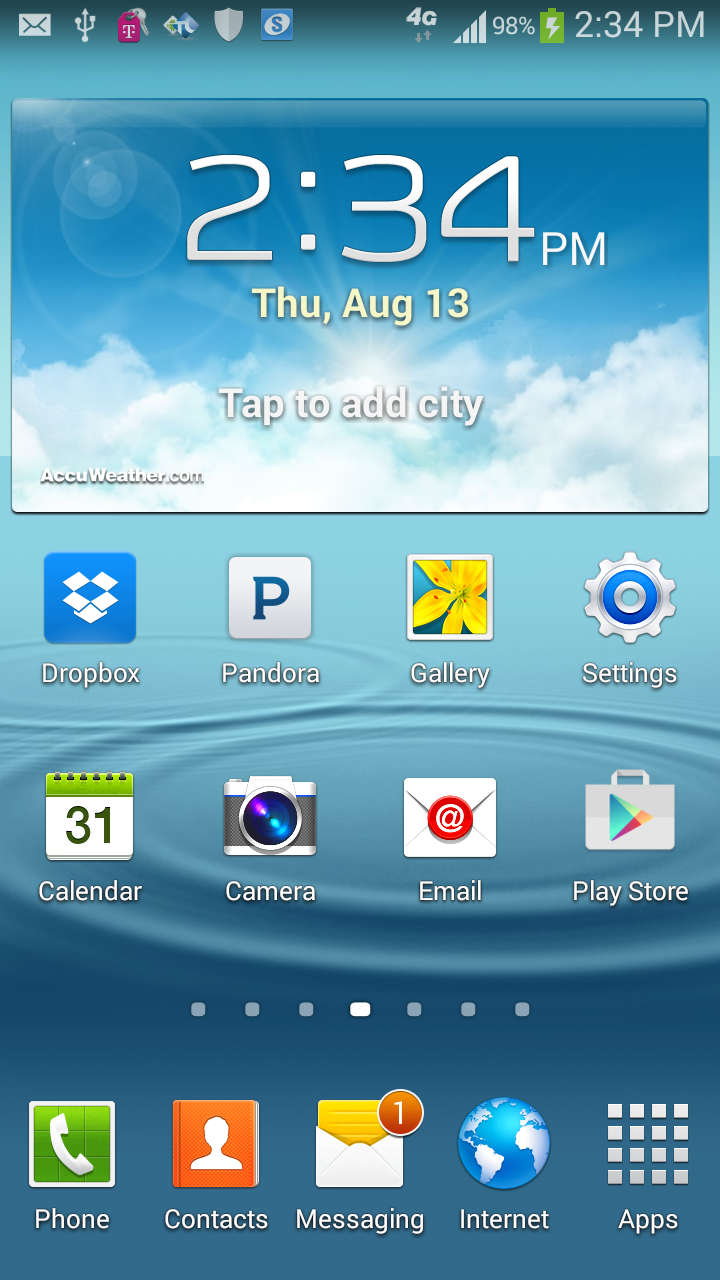 4G 98% 2:34 PM
2:34 PM
Thu, Aug 13
Tap to add city
AccuWeather.com
Dropbox Pandora Gallery Settings
31
Calendar Camera Email Play Store
1
Phone Contacts Messaging Internet Apps